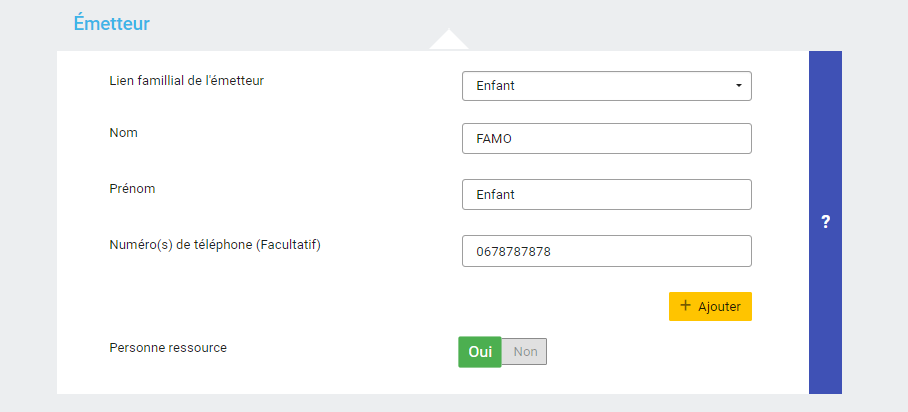 Émetteur
Lien famillial de l'émetteur
Enfant
Nom
FAMO
Prénom
Enfant
Numéro(s) de téléphone (Facultatif)
0678787878
?
+ Ajouter
Personne ressource
Oui Non